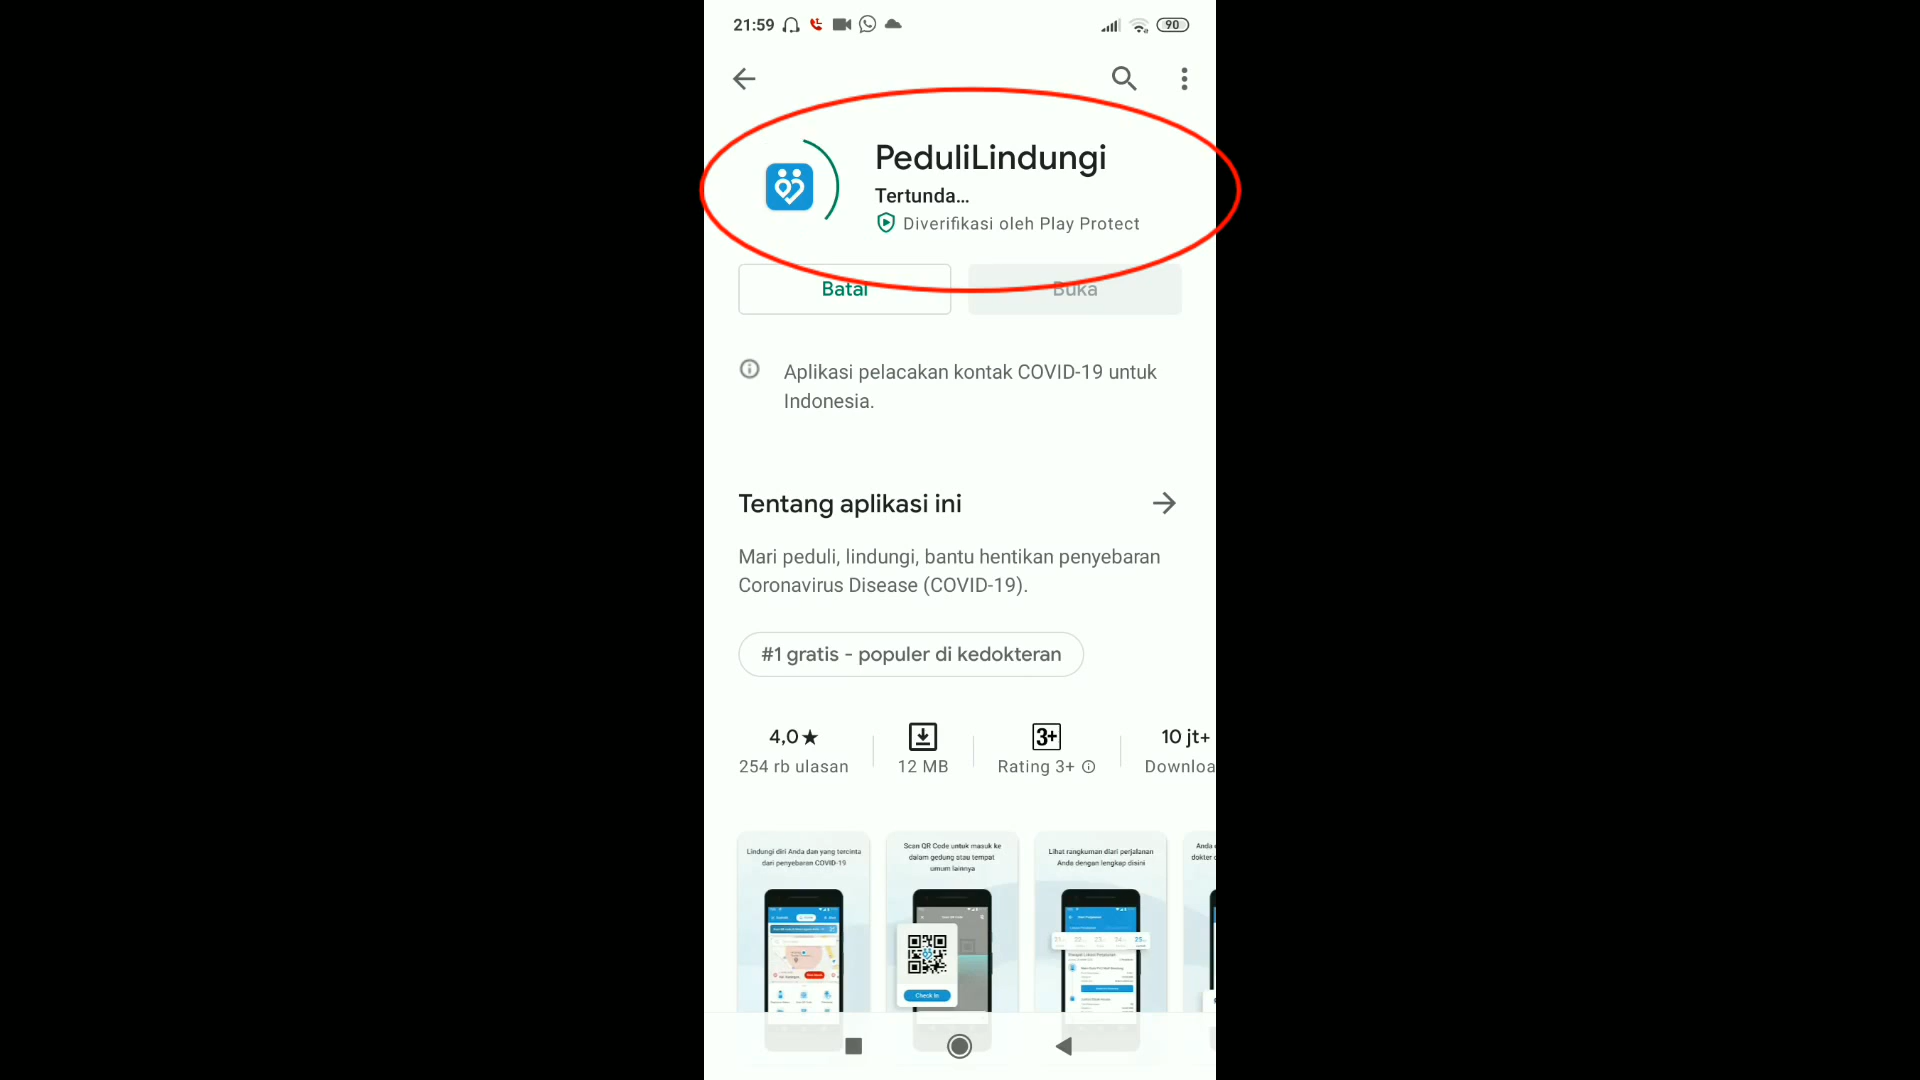 21:59
90
PeduliLindungi
Tertunda...
Diverifikasi oleh Play Protect
Batal
Buka
Aplikasi pelacakan kontak COVID-19 untuk
Indonesia.
Tentang aplikasi ini
Mari peduli, lindungi, bantu hentikan penyebaran
Coronavirus Disease (COVID-19).
#1 gratis - populer di kedokteran
4,0★
254 rb ulasan
12 MB
3+
Rating 3+
10 jt+
Downloa
Lindungi diri Anda dan yang tercinta
dari penyebaran COVID-19
Scan QR Code untuk masuk ke
dalam gedung atau tempat
umum lainnya
Check In
Lihat rangkuman diari perjalanan
Anda dengan lengkap disini
Anda
dokter